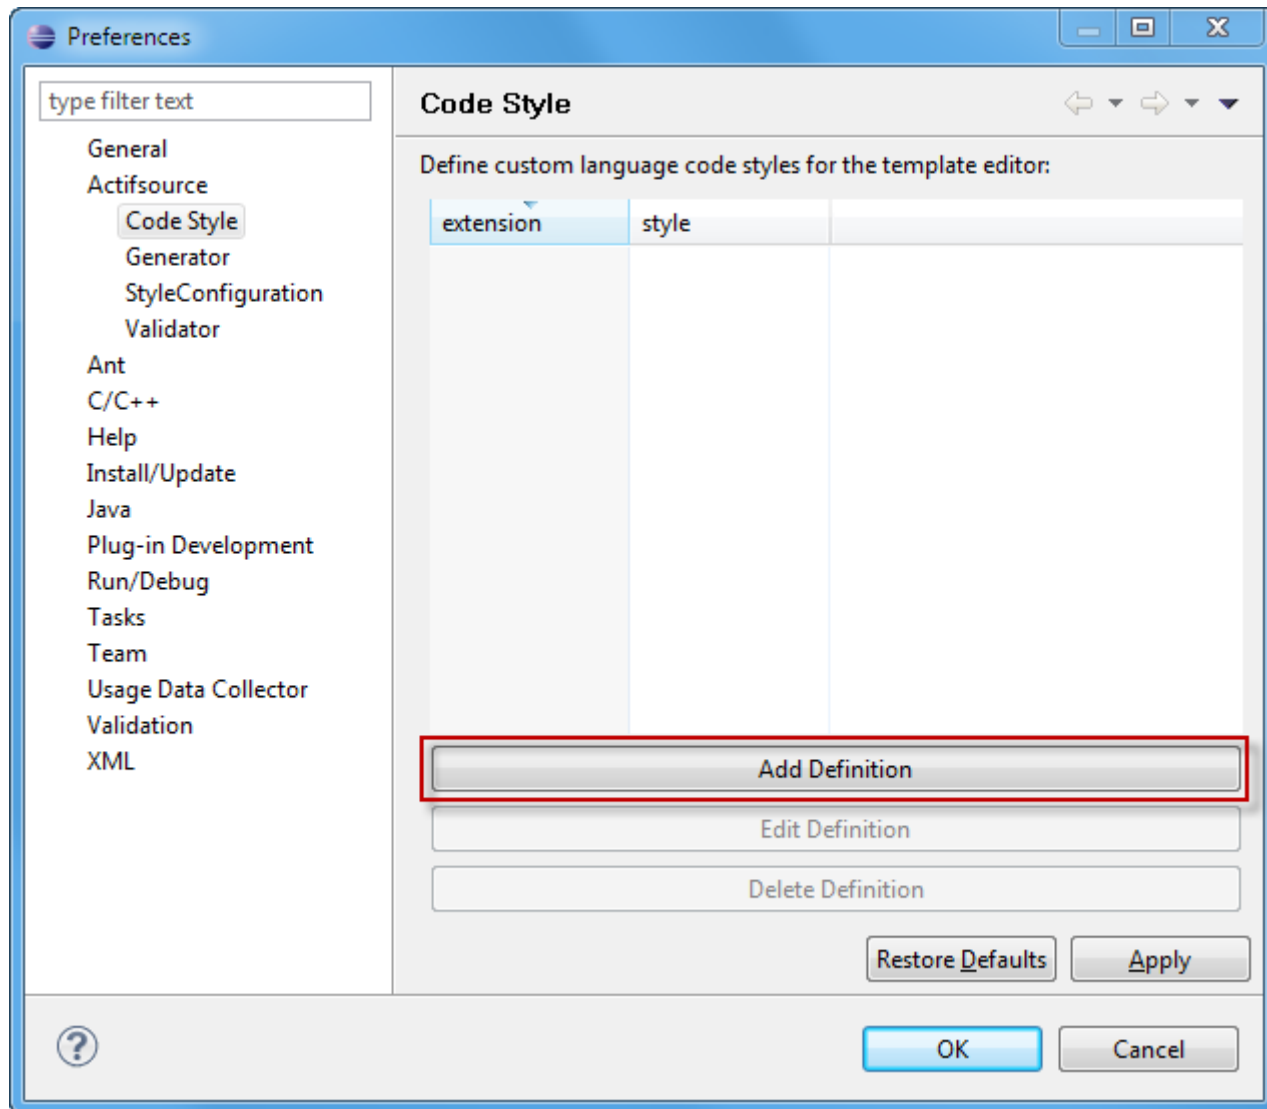 Preferences
type filter text
General
Actifsource
Code Style
Generator
StyleConfiguration
Validator
Ant
C/C++
Help
Install/Update
Java
Plug-in Development
Run/Debug
Tasks
Team
Usage Data Collector
Validation
XML
Code Style
Define custom language code styles for the template editor:
extension style
Add Definition
Edit Definition
Delete Definition
Restore Defaults Apply
? OK Cancel